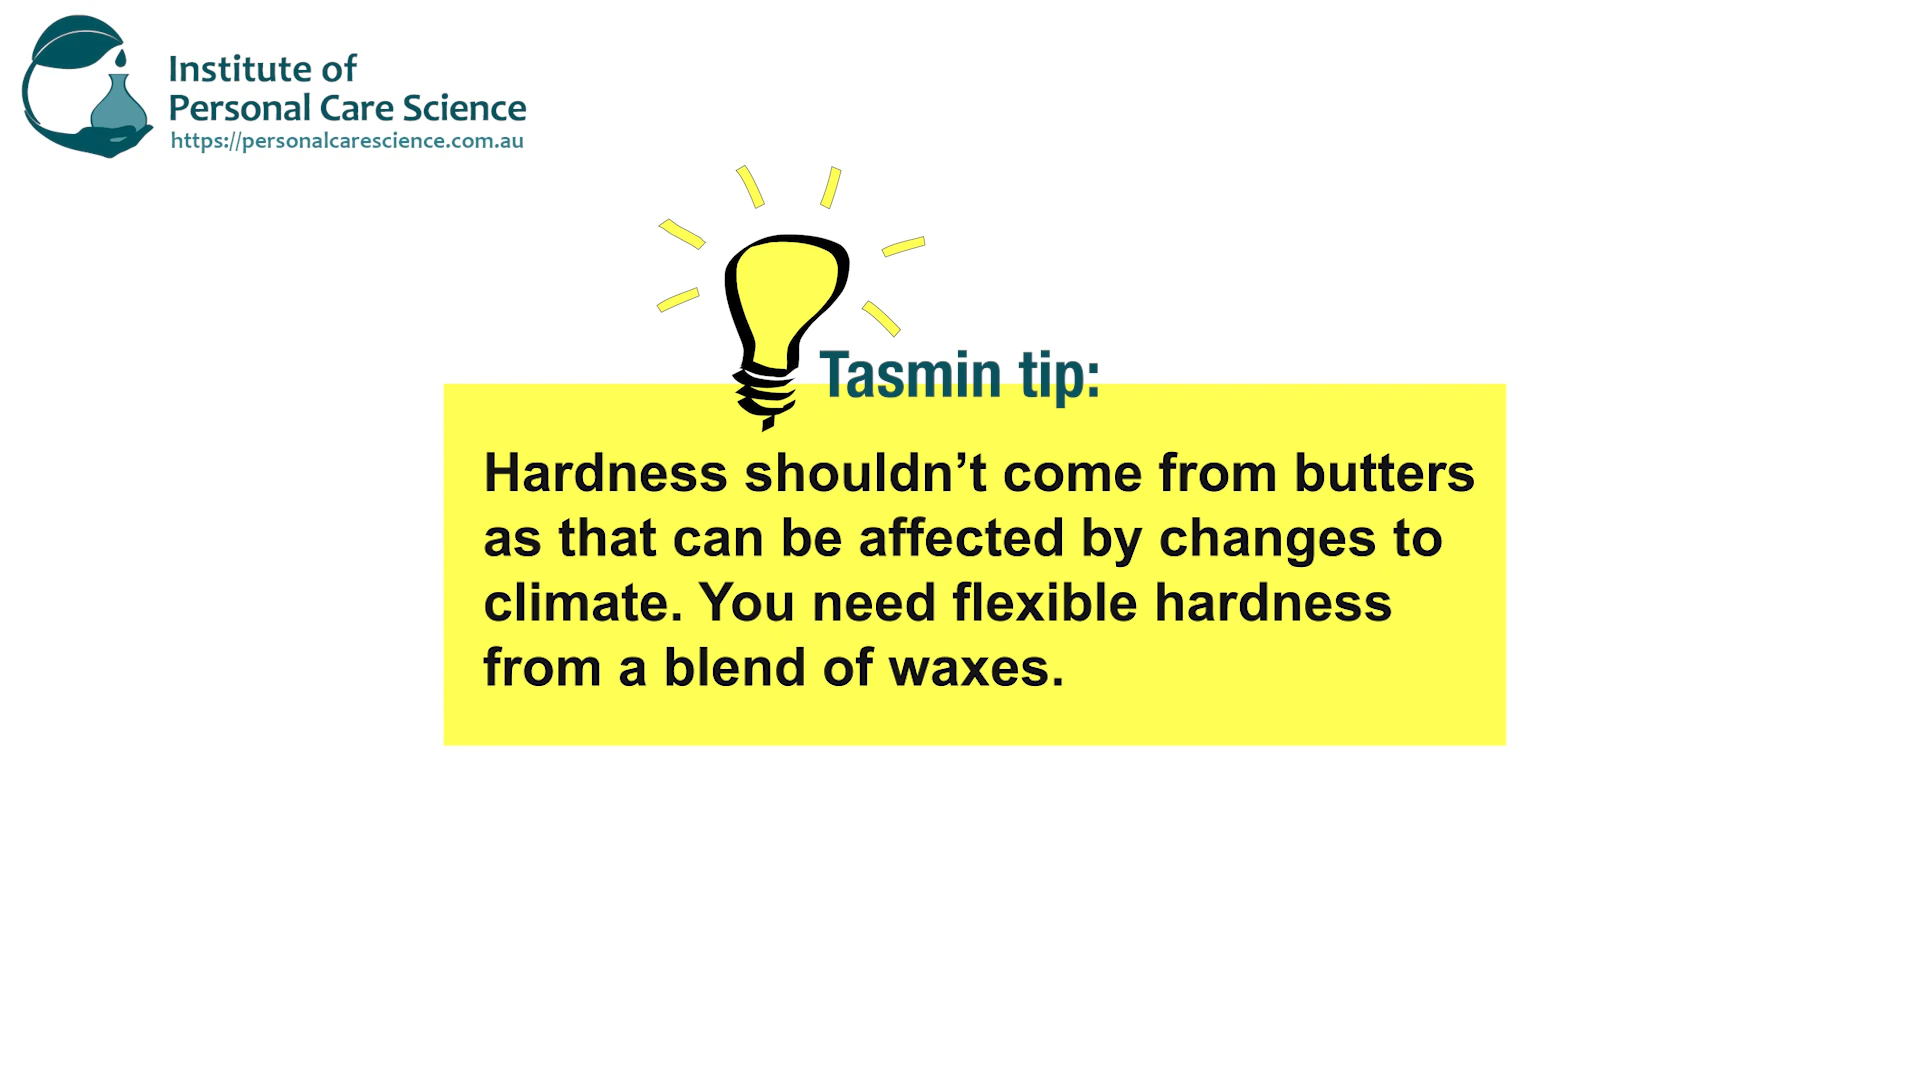 Institute of
Personal Care Science
https://personalcarescience.com.au
Tasmin tip:
Hardness shouldn’t come from butters
as that can be affected by changes to
climate. You need flexible hardness
from a blend of waxes.